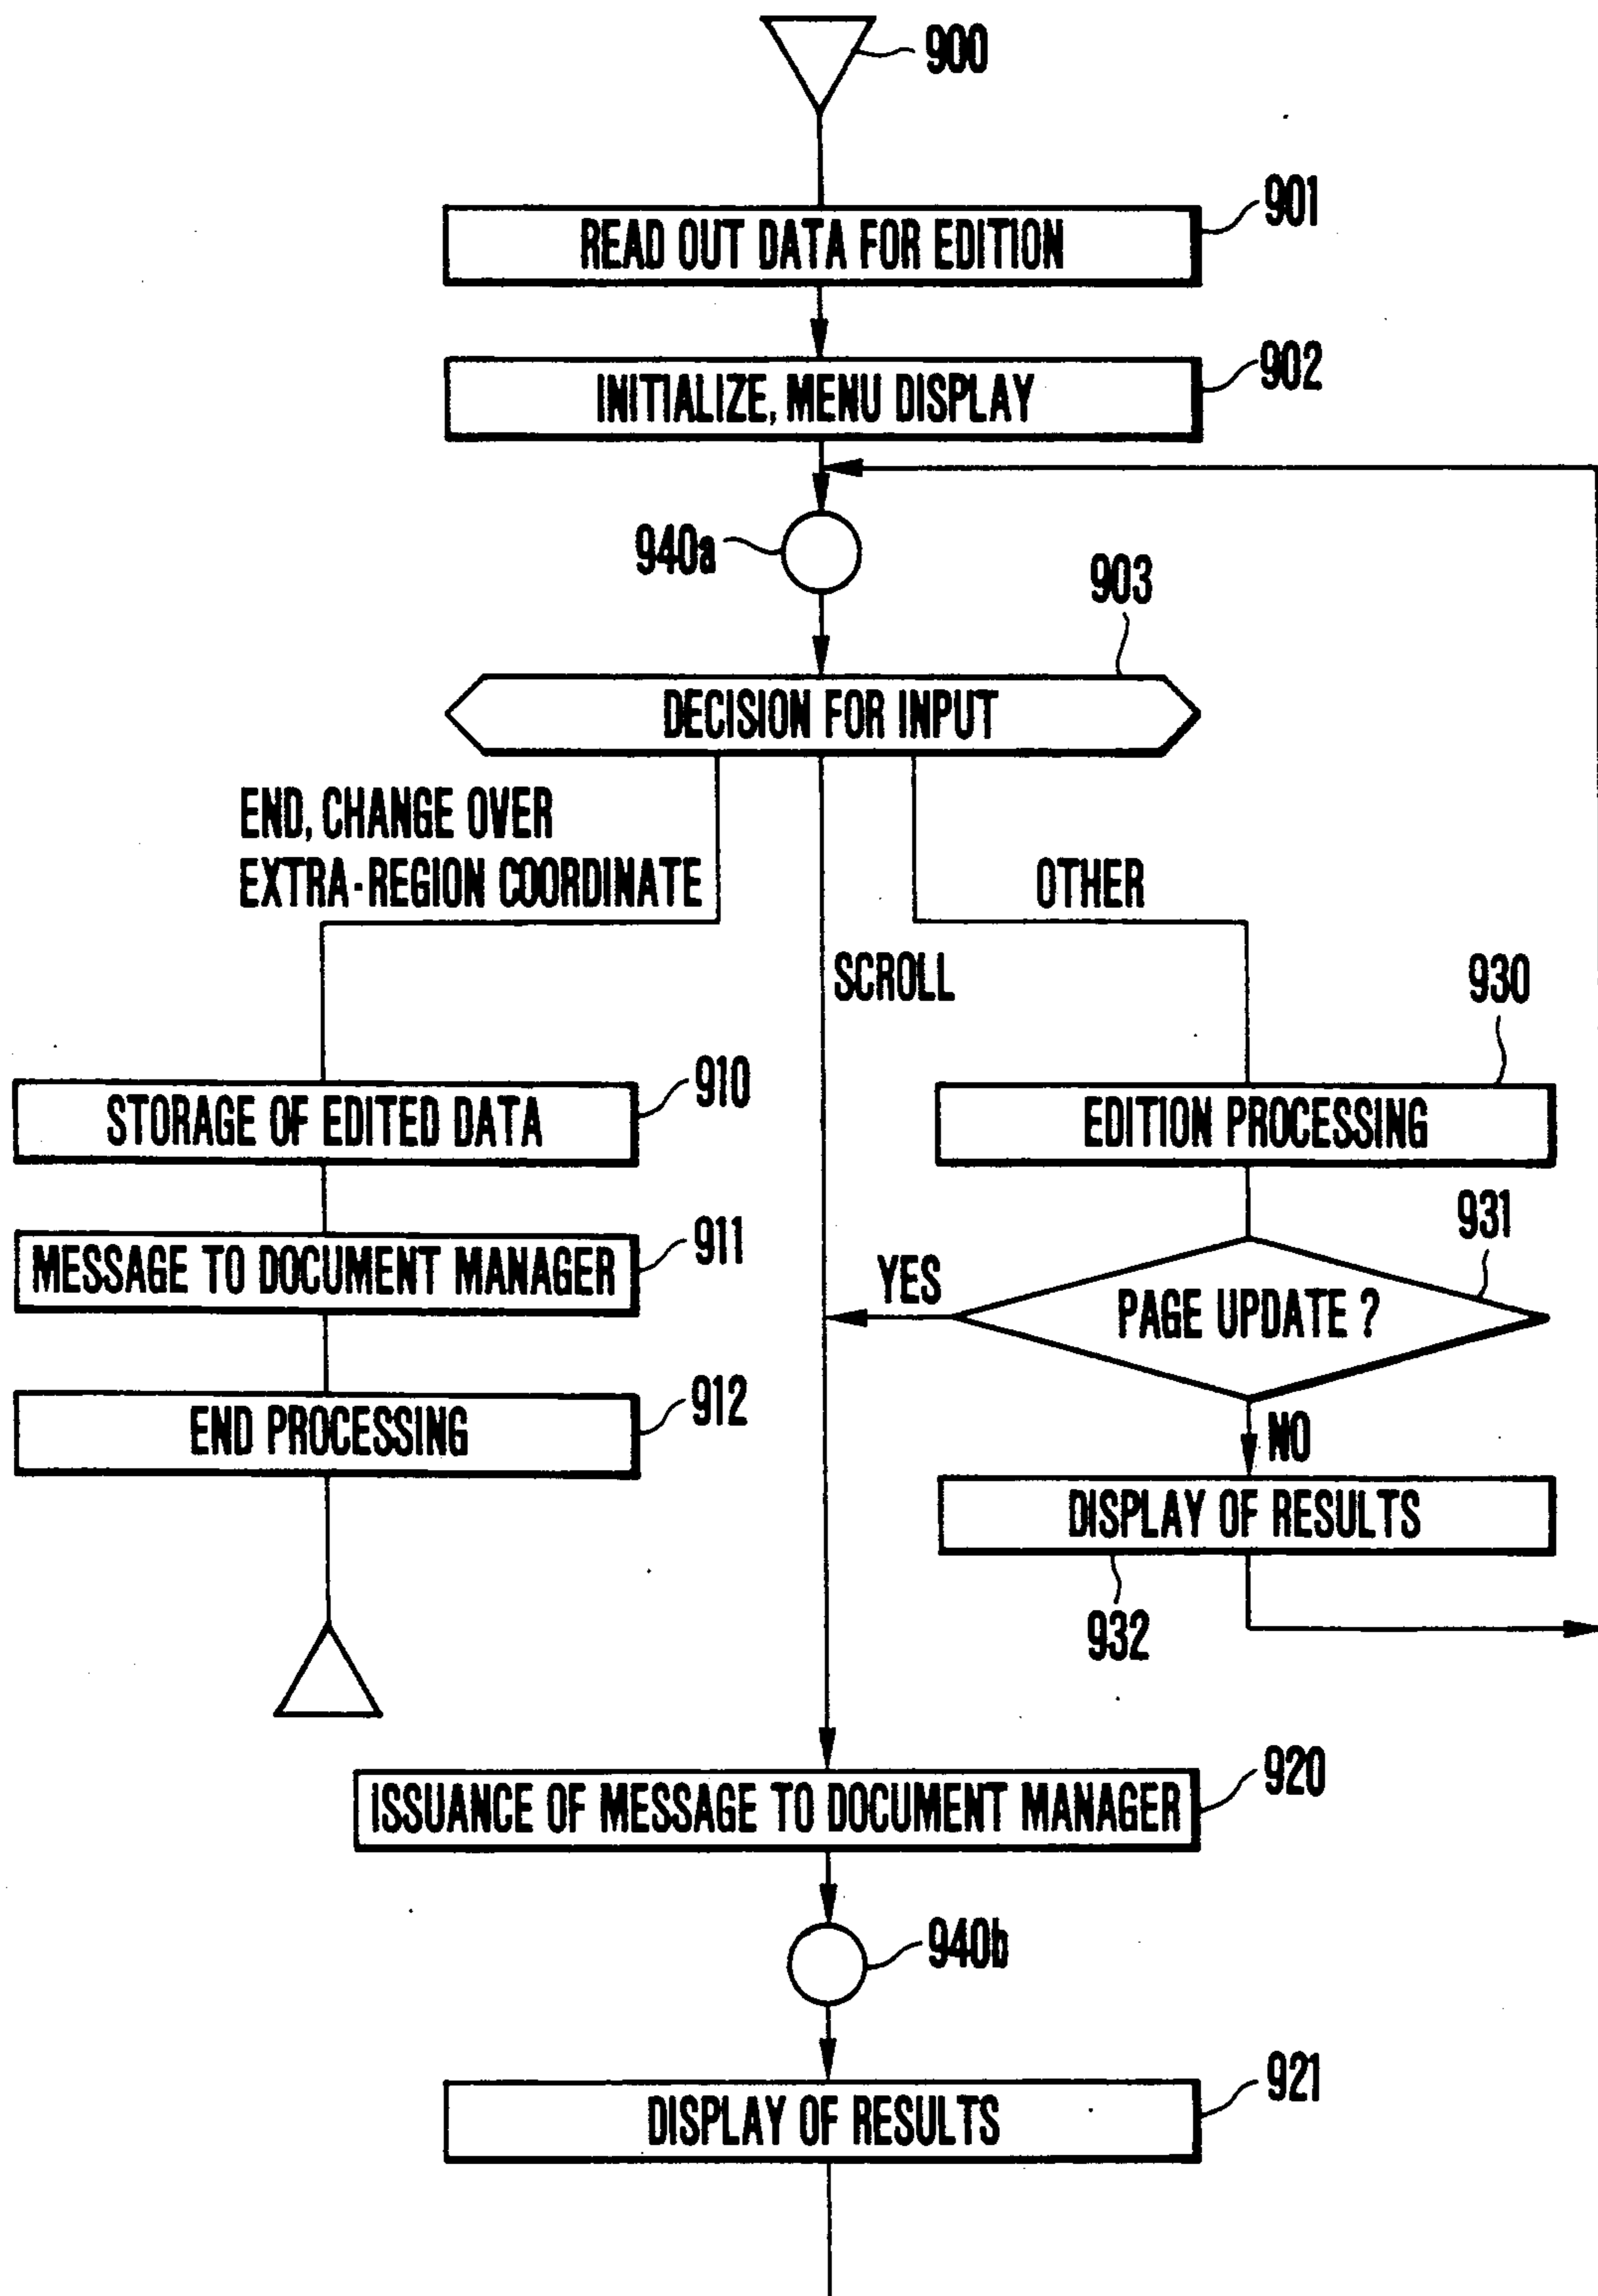 900
901
READ OUT DATA FOR EDITION
902
INITIALIZE, MENU DISPLAY
940a
903
DECISION FOR INPUT
END, CHANGE OVER
EXTRA-REGION COORDINATE
OTHER
SCROLL
930
910
STORAGE OF EDITED DATA
EDITION PROCESSING
931
911
MESSAGE TO DOCUMENT MANAGER
YES
PAGE UPDATE ?
912
END PROCESSING
NO
DISPLAY OF RESULTS
932
920
ISSUANCE OF MESSAGE TO DOCUMENT MANAGER
940b
921
DISPLAY OF RESULTS